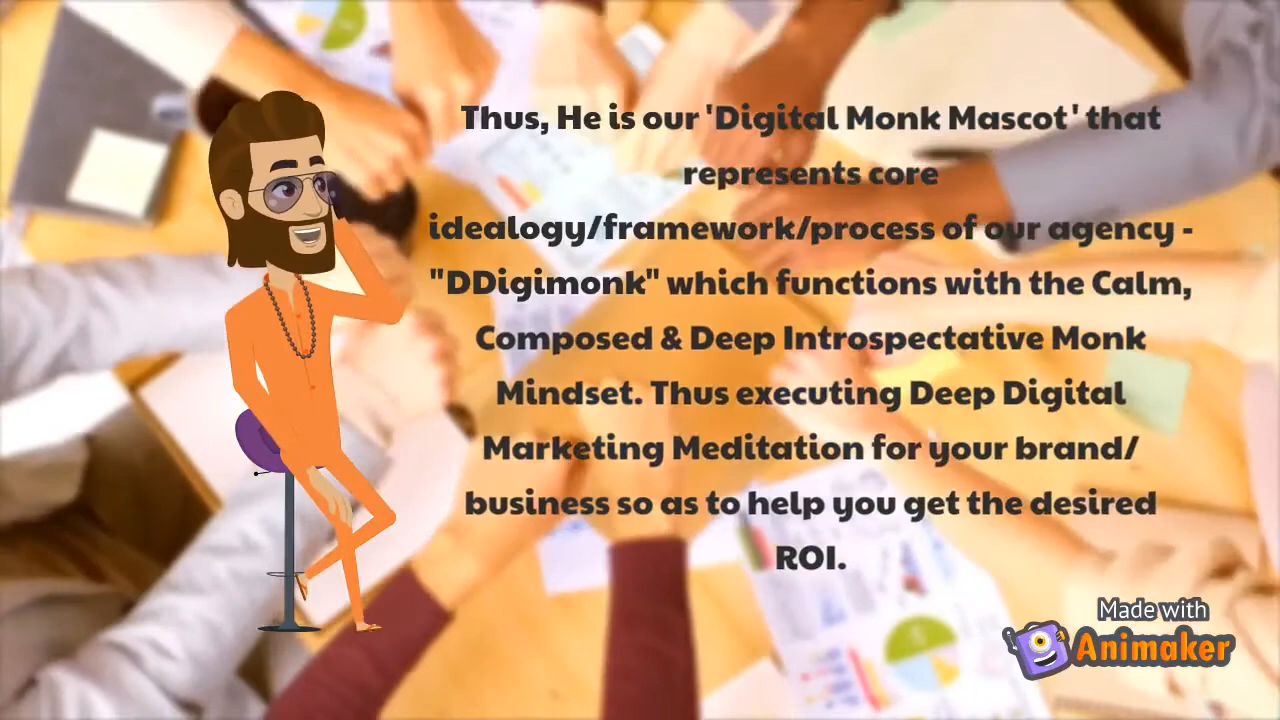 Thus, He is our 'Digital Monk Mascot' that
represents core
idealogy/framework/process of our agency -
"DDigimonk" which functions with the Calm,
Composed & Deep Introspectative Monk
Mindset. Thus executing Deep Digital
Marketing Meditation for your brand/
business so as to help you get the desired
ROI.
Made with
Animaker